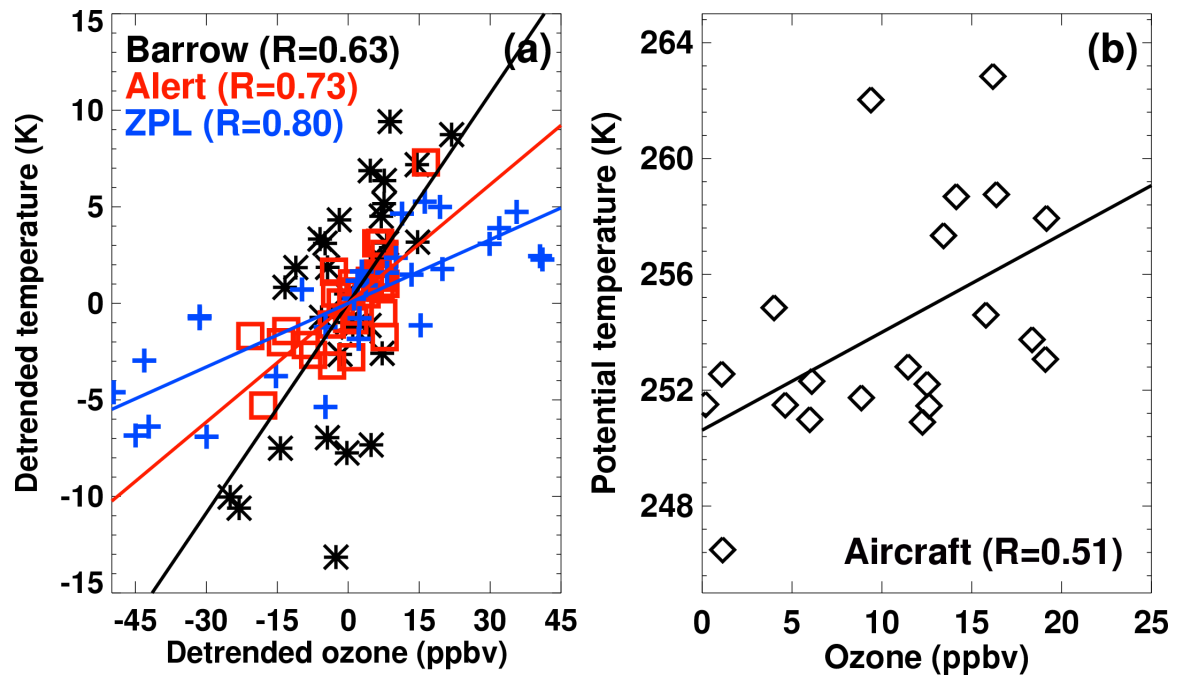 (a)
Barrow (R=0.63)
Alert (R=0.73)
ZPL (R=0.80)
15
10
5
0
-5
-10
-15
Detrended temperature (K)
-45 -30 -15 0 15 30 45
Detrended ozone (ppbv)
(b)
264
260
256
252
248
Potential temperature (K)
Aircraft (R=0.51)
0 5 10 15 20 25
Ozone (ppbv)